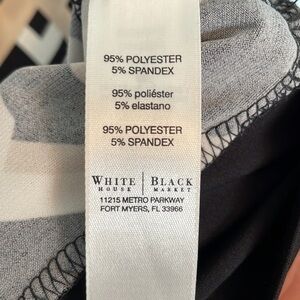 95% POLYESTER
5% SPANDEX
95% poliéster
5% elastano
95% POLYESTER
5% SPANDEX
WHITE | BLACK
HOUSE | MARKET
11215 METRO PARKWAY
FORT MYERS, FL 33966